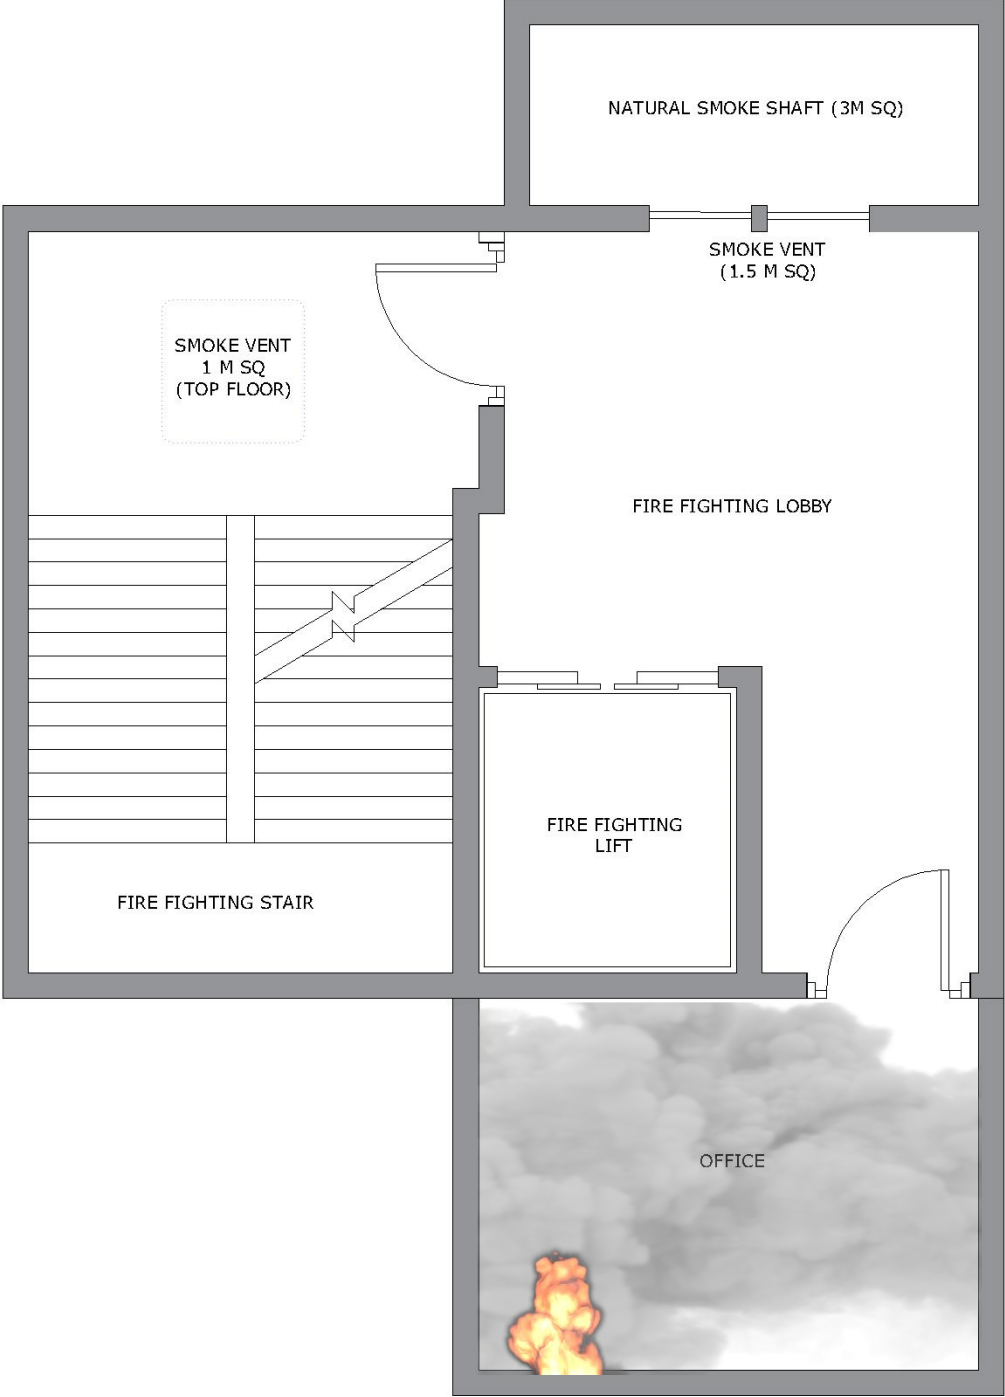 NATURAL SMOKE SHAFT (3M SQ)
SMOKE VENT
(1.5 M SQ)
SMOKE VENT
1 M SQ
(TOP FLOOR)
FIRE FIGHTING LOBBY
FIRE FIGHTING
LIFT
FIRE FIGHTING STAIR
OFFICE